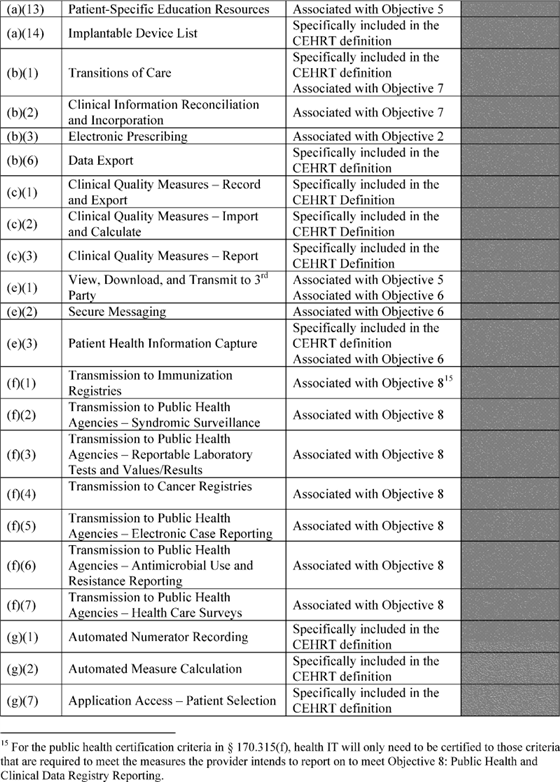 (a)(13) Patient-Specific Education Resources Associated with Objective 5
(a)(14) Implantable Device List Specifically included in the
CEHRT definition
(b)(1) Transitions of Care Specifically included in the
CEHRT definition
Associated with Objective 7
(b)(2) Clinical Information Reconciliation
and Incorporation Associated with Objective 7
(b)(3) Electronic Prescribing Associated with Objective 2
(b)(6) Data Export Specifically included in the
CEHRT definition
(c)(1) Clinical Quality Measures – Record
and Export Specifically included in the
CEHRT Definition
(c)(2) Clinical Quality Measures – Import
and Calculate Specifically included in the
CEHRT Definition
(c)(3) Clinical Quality Measures – Report Specifically included in the
CEHRT Definition
(e)(1) View, Download, and Transmit to 3rd
Party Associated with Objective 5
Associated with Objective 6
(e)(2) Secure Messaging Associated with Objective 6
(e)(3) Patient Health Information Capture Specifically included in the
CEHRT definition
Associated with Objective 6
(f)(1) Transmission to Immunization
Registries Associated with Objective 815
(f)(2) Transmission to Public Health
Agencies – Syndromic Surveillance Associated with Objective 8
(f)(3) Transmission to Public Health
Agencies – Reportable Laboratory
Tests and Values/Results Associated with Objective 8
(f)(4) Transmission to Cancer Registries Associated with Objective 8
(f)(5) Transmission to Public Health
Agencies – Electronic Case Reporting Associated with Objective 8
(f)(6) Transmission to Public Health
Agencies – Antimicrobial Use and
Resistance Reporting Associated with Objective 8
(f)(7) Transmission to Public Health
Agencies – Health Care Surveys Associated with Objective 8
(g)(1) Automated Numerator Recording Specifically included in the
CEHRT definition
(g)(2) Automated Measure Calculation Specifically included in the
CEHRT definition
(g)(7) Application Access – Patient Selection Specifically included in the
CEHRT definition
15 For the public health certification criteria in § 170.315(f), health IT will only need to be certified to those criteria
that are required to meet the measures the provider intends to report on to meet Objective 8: Public Health and
Clinical Data Registry Reporting.